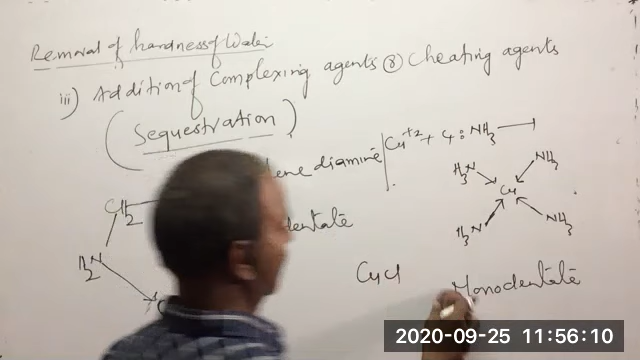 Removal of hardness of Water
iii) Addition of Complexing agents (or) Cheating agents
(Sequestration)
lene diamine
Cu+2 + 4:NH3
H3N NH3
Cu
H3N NH3
CH2
dentate
H2N
CyCl
Monodentate
2020-09-25 11:56:10